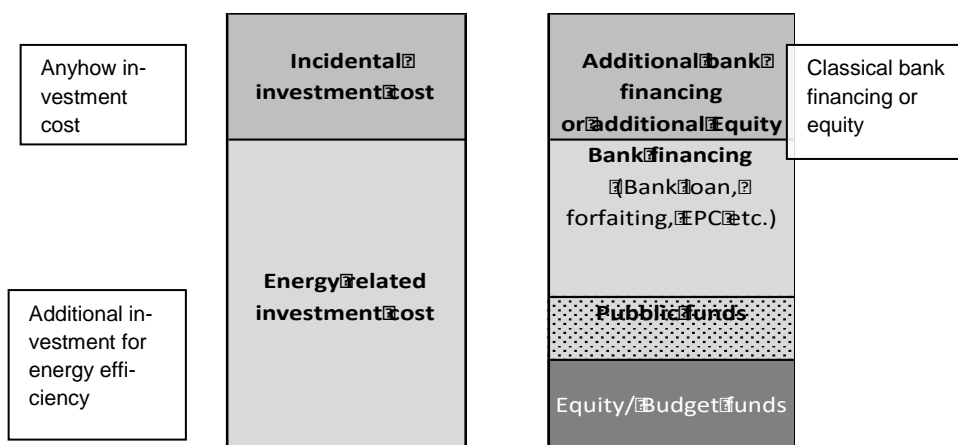 Anyhow in-
vestment
cost
Incidental
investment cost
Additional bank
financing
or additional Equity
Classical bank
financing or
equity
Bank financing
(Bank loan,
forfaiting, EPC etc.)
Additional in-
vestment for
energy effi-
ciency
Energy related
investment cost
Pubblic funds
Equity/ Budget funds